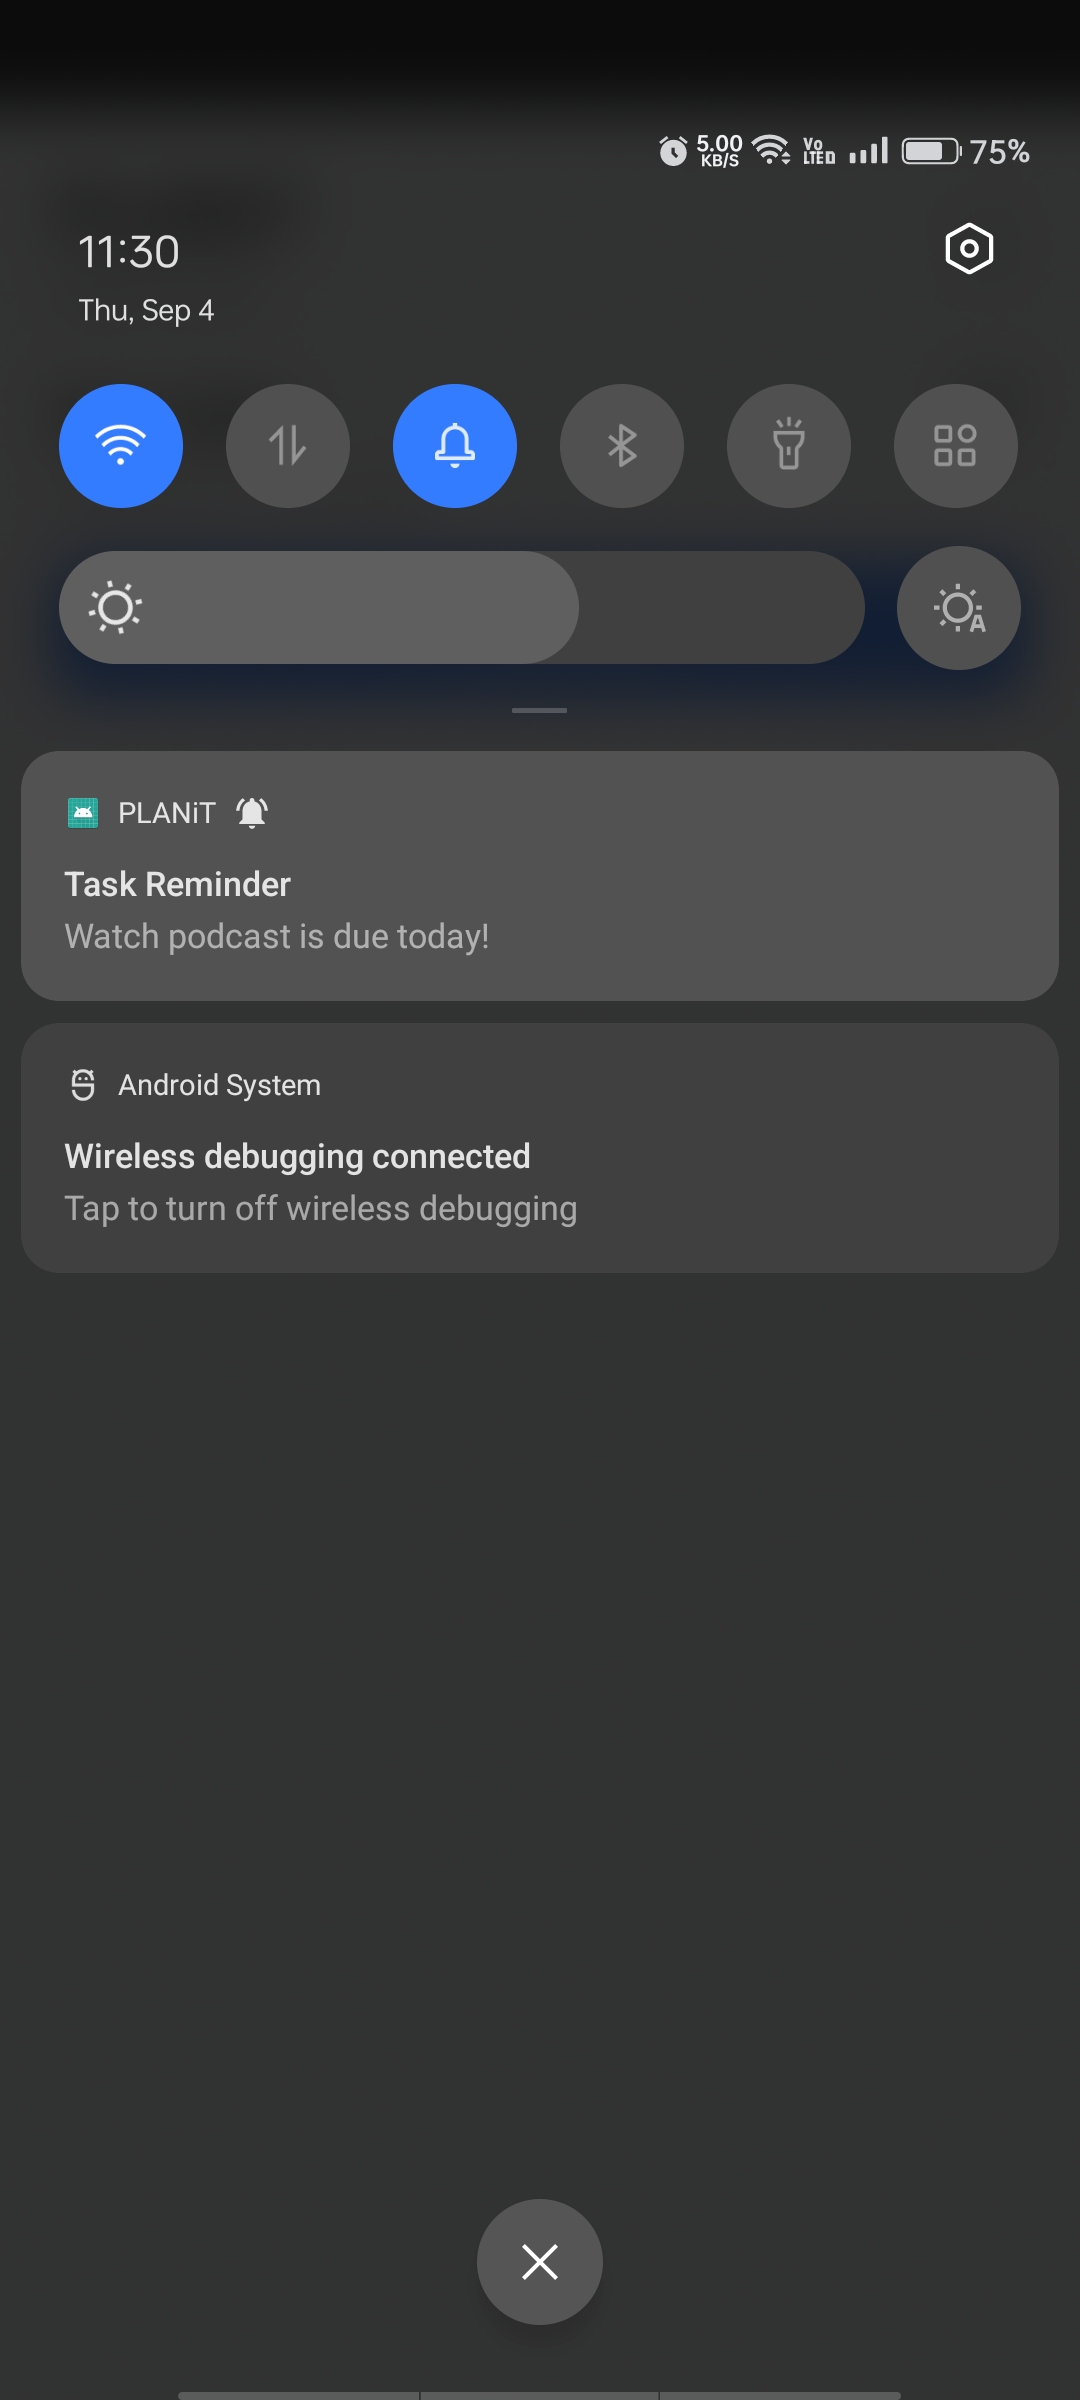 5.00
KB/S
Vo
LTE D
75%
11:30
Thu, Sep 4
A
PLANiT
Task Reminder
Watch podcast is due today!
Android System
Wireless debugging connected
Tap to turn off wireless debugging